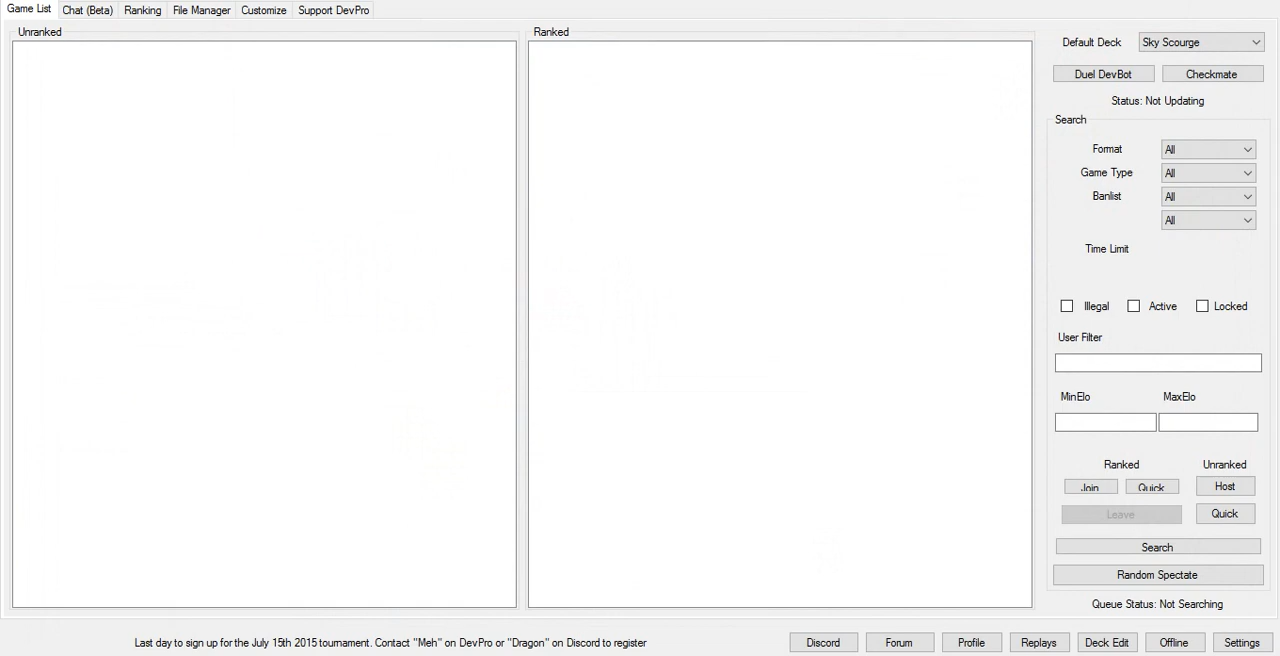 Game List Chat (Beta) Ranking File Manager Customize Support DevPro
Unranked
Ranked
Default Deck Sky Scourge
Duel DevBot Checkmate
Status: Not Updating
Search
Format All
Game Type All
Banlist All
All
Time Limit
Illegal Active Locked
User Filter
MinElo MaxElo
Ranked Unranked
Join Quick Host
Leave Quick
Search
Random Spectate
Queue Status: Not Searching
Last day to sign up for the July 15th 2015 tournament. Contact "Meh" on DevPro or "Dragon" on Discord to register
Discord Forum Profile Replays Deck Edit Offline Settings